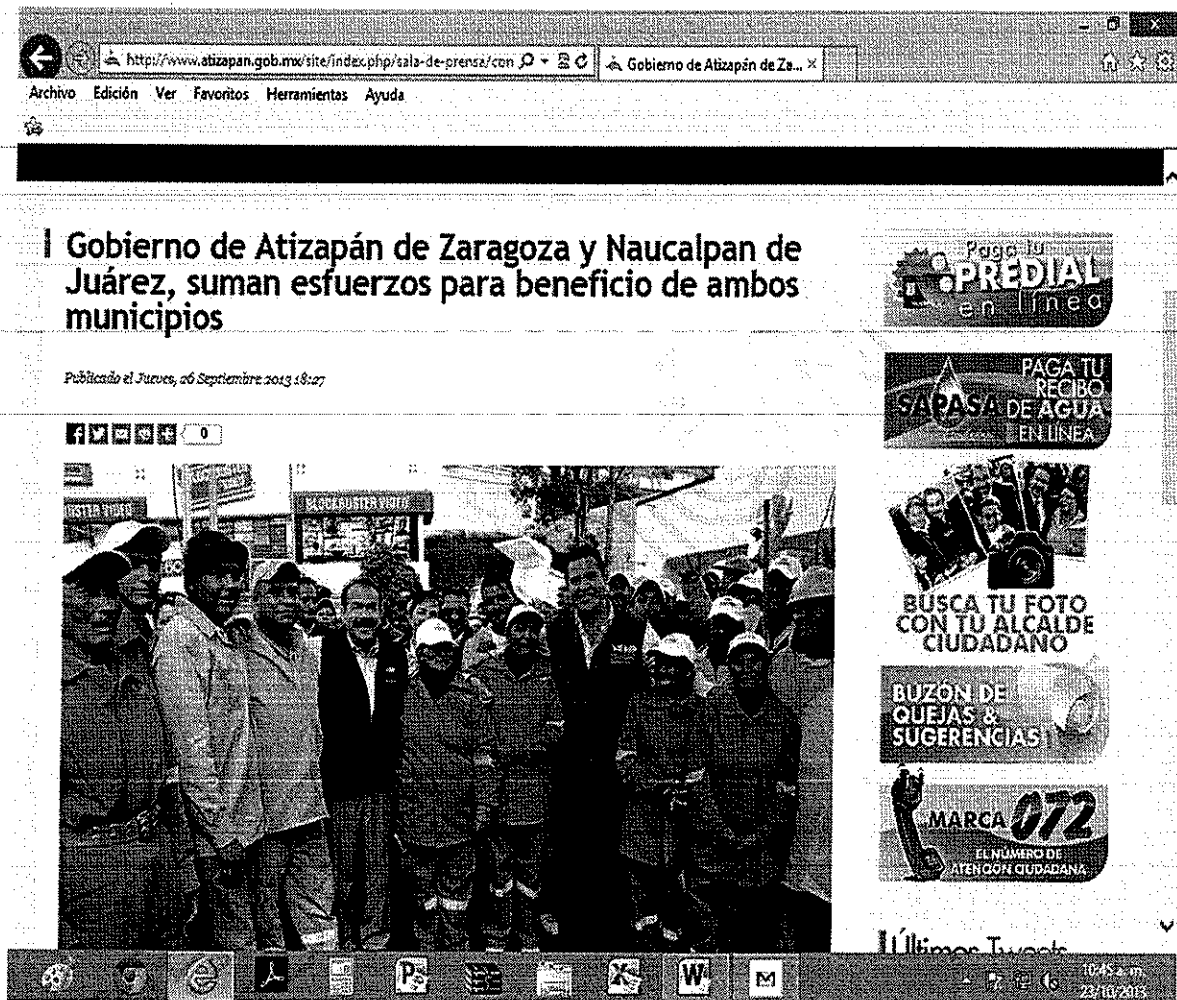 http://www.atizapan.gob.mx/site/index.php/sala-de-prensa/con
Gobierno de Atizapán de Za...
Archivo Edición Ver Favoritos Herramientas Ayuda
Gobierno de Atizapán de Zaragoza y Naucalpan de
Juárez, suman esfuerzos para beneficio de ambos
municipios
Publicado el Jueves, 26 Septiembre 2013 18:27
0
BLOCKBUSTER VIDEO
Paga tu
PREDIAL
en línea
SAPASA
PAGA TU
RECIBO
DE AGUA
EN LINEA
BUSCA TU FOTO
CON TU ALCALDE
CIUDADANO
BUZÓN DE
QUEJAS &
SUGERENCIAS
MARCA 072
EL NÚMERO DE
ATENCIÓN CIUDADANA
Últimos Tweets
10:45 a.m.
23/10/2013